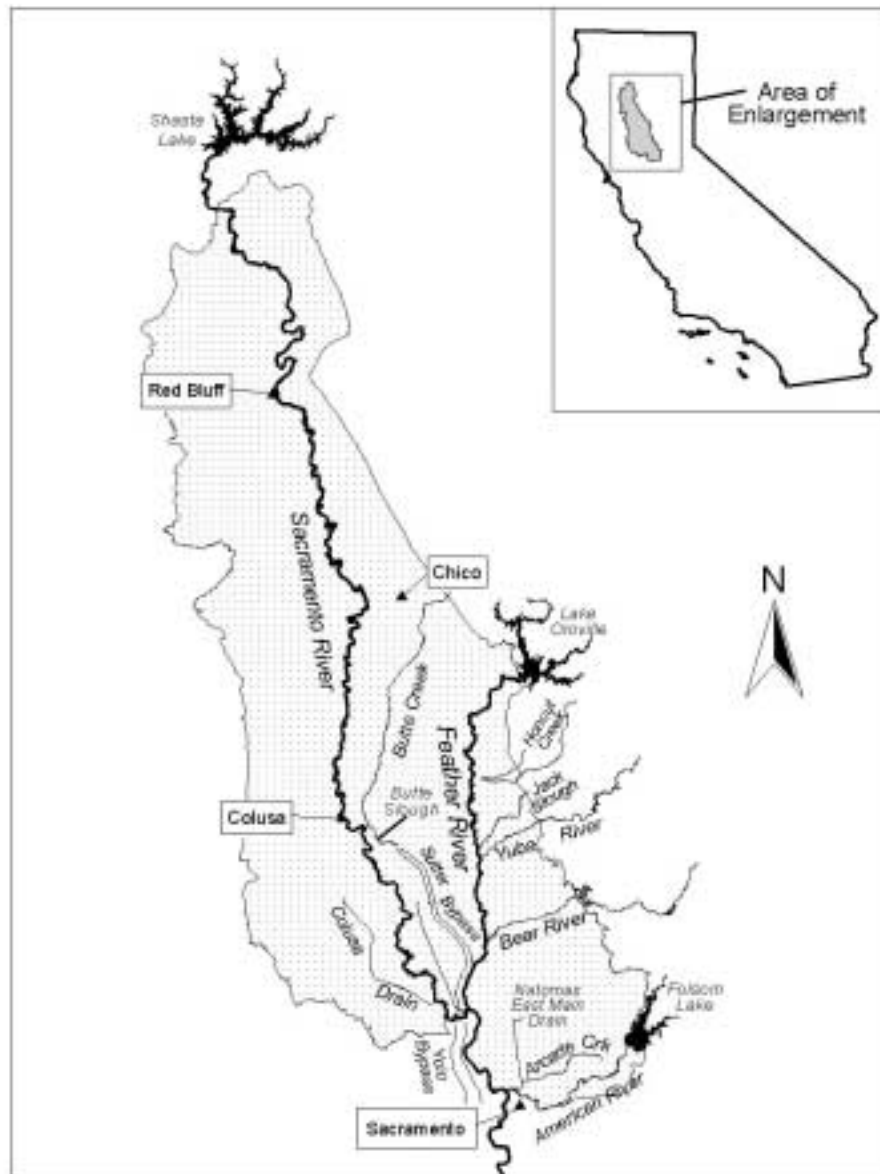 Shasta
Lake
Area of
Enlargement
Red Bluff
Sacramento River
Chico
Lake
Oroville
N
Butte Creek
Feather River
Honcut
Creek
Jack
Slough
Butte
Slough
Colusa
Yuba River
Sutter Bypass
Bear River
Colusa
Drain
Natomas
East Main
Drain
Folsom
Lake
Yolo
Bypass
Arcade Crk
American River
Sacramento